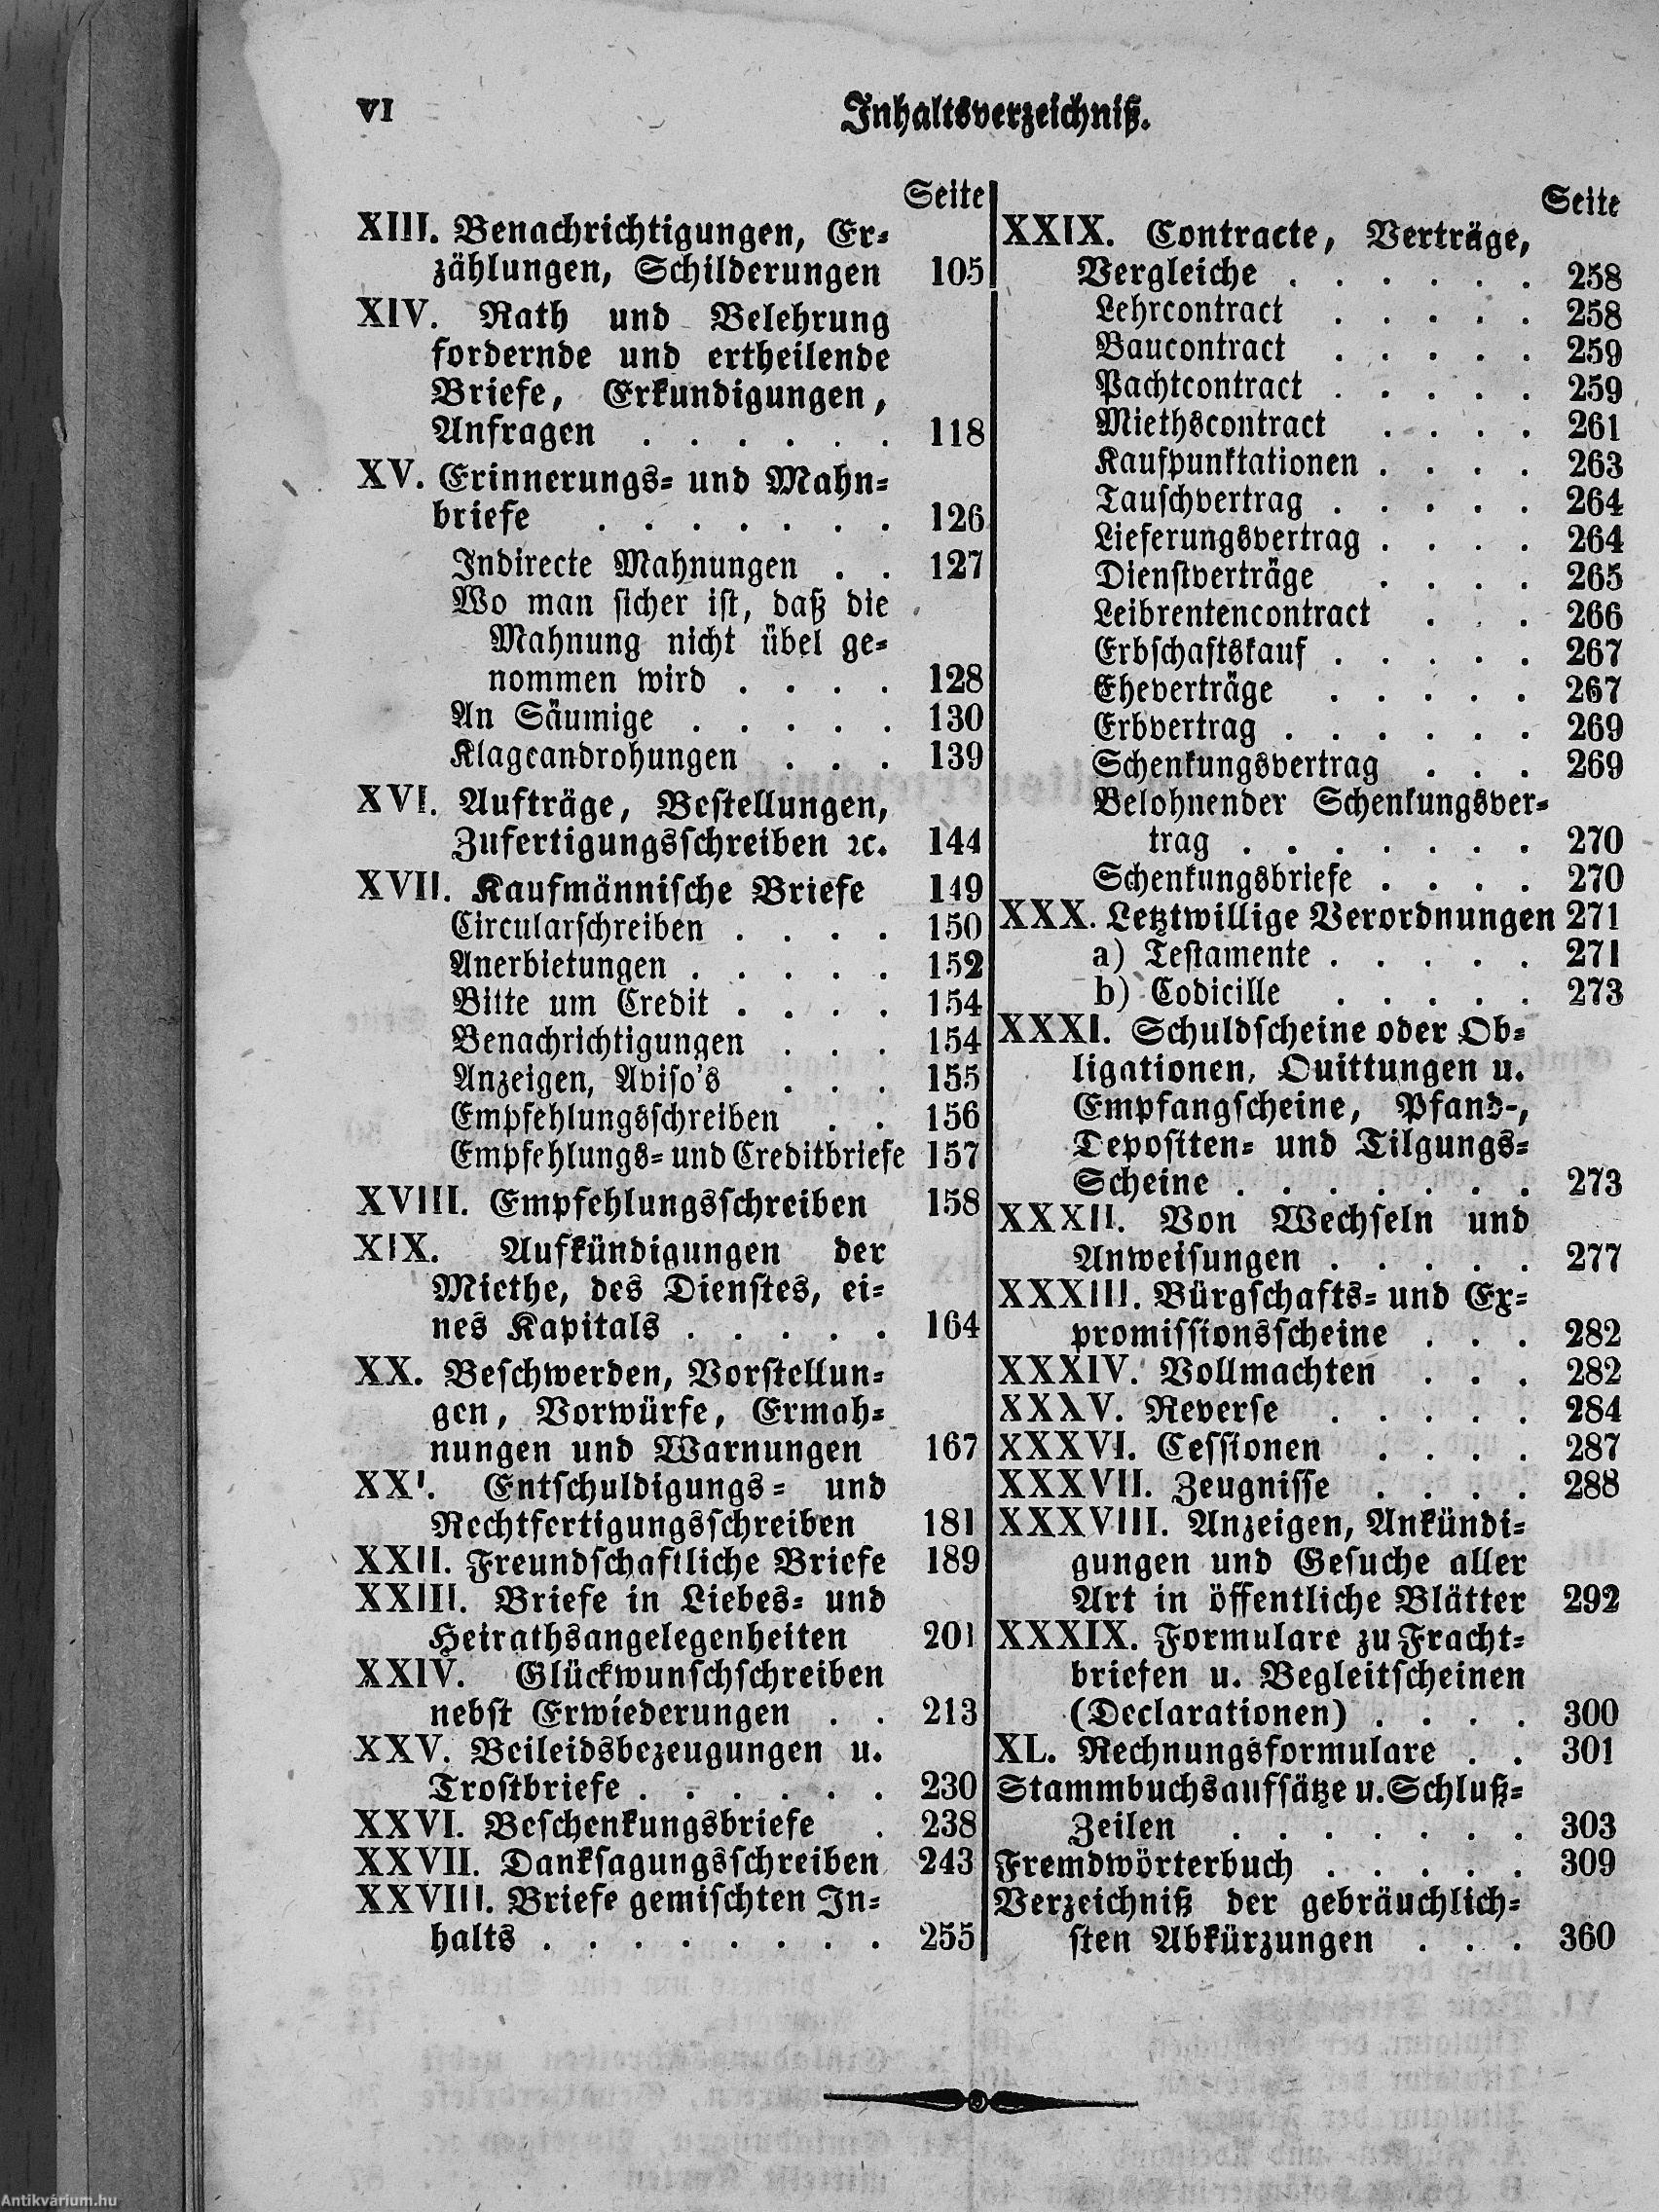 VI
Inhaltsverzeichniß.
Seite
XIII. Benachrichtigungen, Er-
zählungen, Schilderungen 105
XIV. Rath und Belehrung
fordernde und ertheilende
Briefe, Erkundigungen,
Anfragen . . . . . . 118
XV. Erinnerungs- und Mahn-
briefe . . . . . . . 126
Indirecte Mahnungen . . 127
Wo man sicher ist, daß die
Mahnung nicht übel ge-
nommen wird . . . . 128
An Säumige . . . . . 130
Klageandrohungen . . . 139
XVI. Aufträge, Bestellungen,
Zufertigungsschreiben ꝛc. 144
XVII. Kaufmännische Briefe 149
Circularschreiben . . . . 150
Anerbietungen . . . . . 152
Bitte um Credit . . . . 154
Benachrichtigungen . . . 154
Anzeigen, Aviso's . . . 155
Empfehlungsschreiben . . 156
Empfehlungs- und Creditbriefe 157
XVIII. Empfehlungsschreiben 158
XIX. Aufkündigungen der
Miethe, des Dienstes, ei-
nes Kapitals . . . . . 164
XX. Beschwerden, Vorstellun-
gen, Vorwürfe, Ermah-
nungen und Warnungen 167
XXI. Entschuldigungs- und
Rechtfertigungsschreiben 181
XXII. Freundschaftliche Briefe 189
XXIII. Briefe in Liebes- und
Heirathsangelegenheiten 201
XXIV. Glückwunschschreiben
nebst Erwiederungen . . 213
XXV. Beileidsbezeugungen u.
Trostbriefe . . . . . . 230
XXVI. Beschenkungsbriefe . 238
XXVII. Danksagungsschreiben 243
XXVIII. Briefe gemischten In-
halts . . . . . . . . 255
Seite
XXIX. Contracte, Verträge,
Vergleiche . . . . . . 258
Lehrcontract . . . . . 258
Baucontract . . . . . 259
Pachtcontract . . . . . 259
Miethscontract . . . . 261
Kaufpunktationen . . . . 263
Tauschvertrag . . . . . 264
Lieferungsvertrag . . . . 264
Dienstverträge . . . . 265
Leibrentencontract . . . 266
Erbschaftskauf . . . . . 267
Eheverträge . . . . . 267
Erbvertrag . . . . . . 269
Schenkungsvertrag . . . 269
Belohnender Schenkungsver-
trag . . . . . . . 270
Schenkungsbriefe . . . . 270
XXX. Letztwillige Verordnungen 271
a) Testamente . . . . . 271
b) Codicille . . . . . 273
XXXI. Schuldscheine oder Ob-
ligationen, Quittungen u.
Empfangscheine, Pfand-,
Depositen- und Tilgungs-
Scheine . . . . . . . 273
XXXII. Von Wechseln und
Anweisungen . . . . . 277
XXXIII. Bürgschafts- und Ex-
promissionsscheine . . . 282
XXXIV. Vollmachten . . . 282
XXXV. Reverse . . . . . 284
XXXVI. Cessionen . . . . 287
XXXVII. Zeugnisse . . . . 288
XXXVIII. Anzeigen, Ankündi-
gungen und Gesuche aller
Art in öffentliche Blätter 292
XXXIX. Formulare zu Fracht-
briefen u. Begleitscheinen
(Declarationen) . . . . 300
XL. Rechnungsformulare . . 301
Stammbuchsaufsätze u. Schluß-
Zeilen . . . . . . . 303
Fremdwörterbuch . . . . . 309
Verzeichniß der gebräuchlich-
sten Abkürzungen . . . 360
Antikvárium.hu